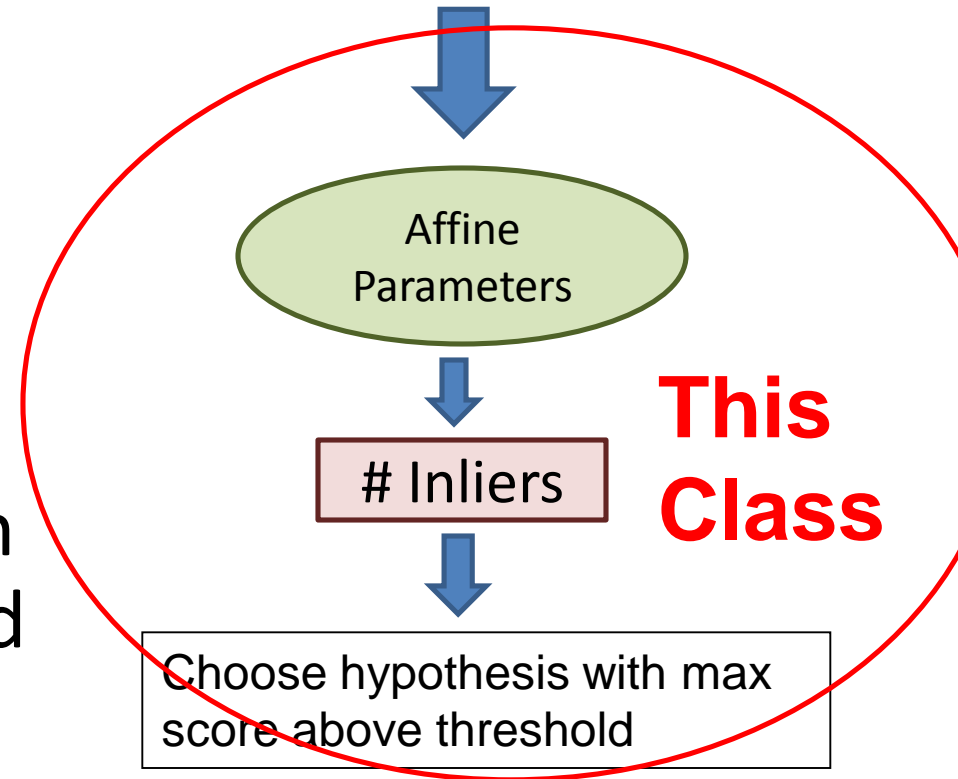 Affine
Parameters
This
Class
# Inliers
Choose hypothesis with max
score above threshold